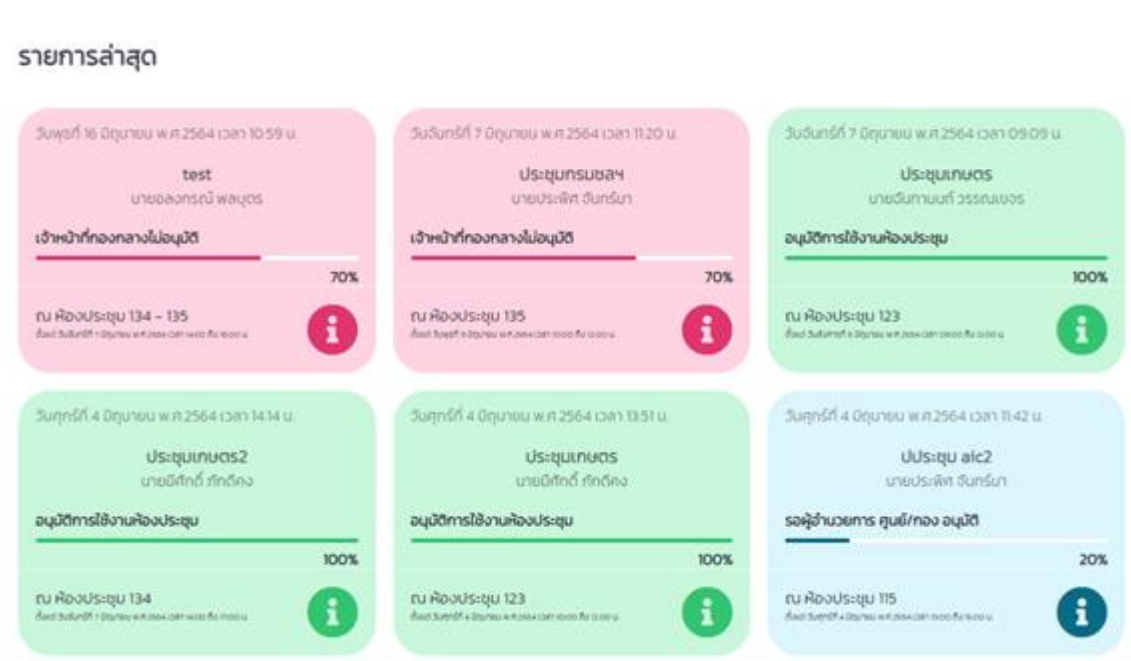 รายการล่าสุด
วันพุธที่ 16 มิถุนายน พ.ศ.2564 เวลา 10:59 น.
test
นายอลงกรณ์ พลบุตร
เจ้าหน้าที่กองกลางไม่อนุมัติ
70%
ณ ห้องประชุม 134 - 135
วันจันทร์ที่ 7 มิถุนายน พ.ศ.2564 เวลา 11:20 น.
ประชุมกรมชลฯ
นายประพิศ จันทร์มา
เจ้าหน้าที่กองกลางไม่อนุมัติ
70%
ณ ห้องประชุม 135
วันจันทร์ที่ 7 มิถุนายน พ.ศ.2564 เวลา 09:09 น.
ประชุมเกษตร
วรรณขจร
อนุมัติการใช้งานห้องประชุม
100%
ณ ห้องประชุม 123
วันศุกร์ที่ 4 มิถุนายน พ.ศ.2564 เวลา 14:14 น.
ประชุมเกษตร2
นายมีศักดิ์ ภักดีคง
อนุมัติการใช้งานห้องประชุม
100%
ณ ห้องประชุม 134
วันศุกร์ที่ 4 มิถุนายน พ.ศ.2564 เวลา 13:51 น.
ประชุมเกษตร
นายมีศักดิ์ ภักดีคง
อนุมัติการใช้งานห้องประชุม
100%
ณ ห้องประชุม 123
วันศุกร์ที่ 4 มิถุนายน พ.ศ.2564 เวลา 11:42 น.
ปประชุม aic2
นายประพิศ จันทร์มา
รอผู้อำนวยการ ศูนย์/กอง อนุมัติ
20%
ณ ห้องประชุม 115